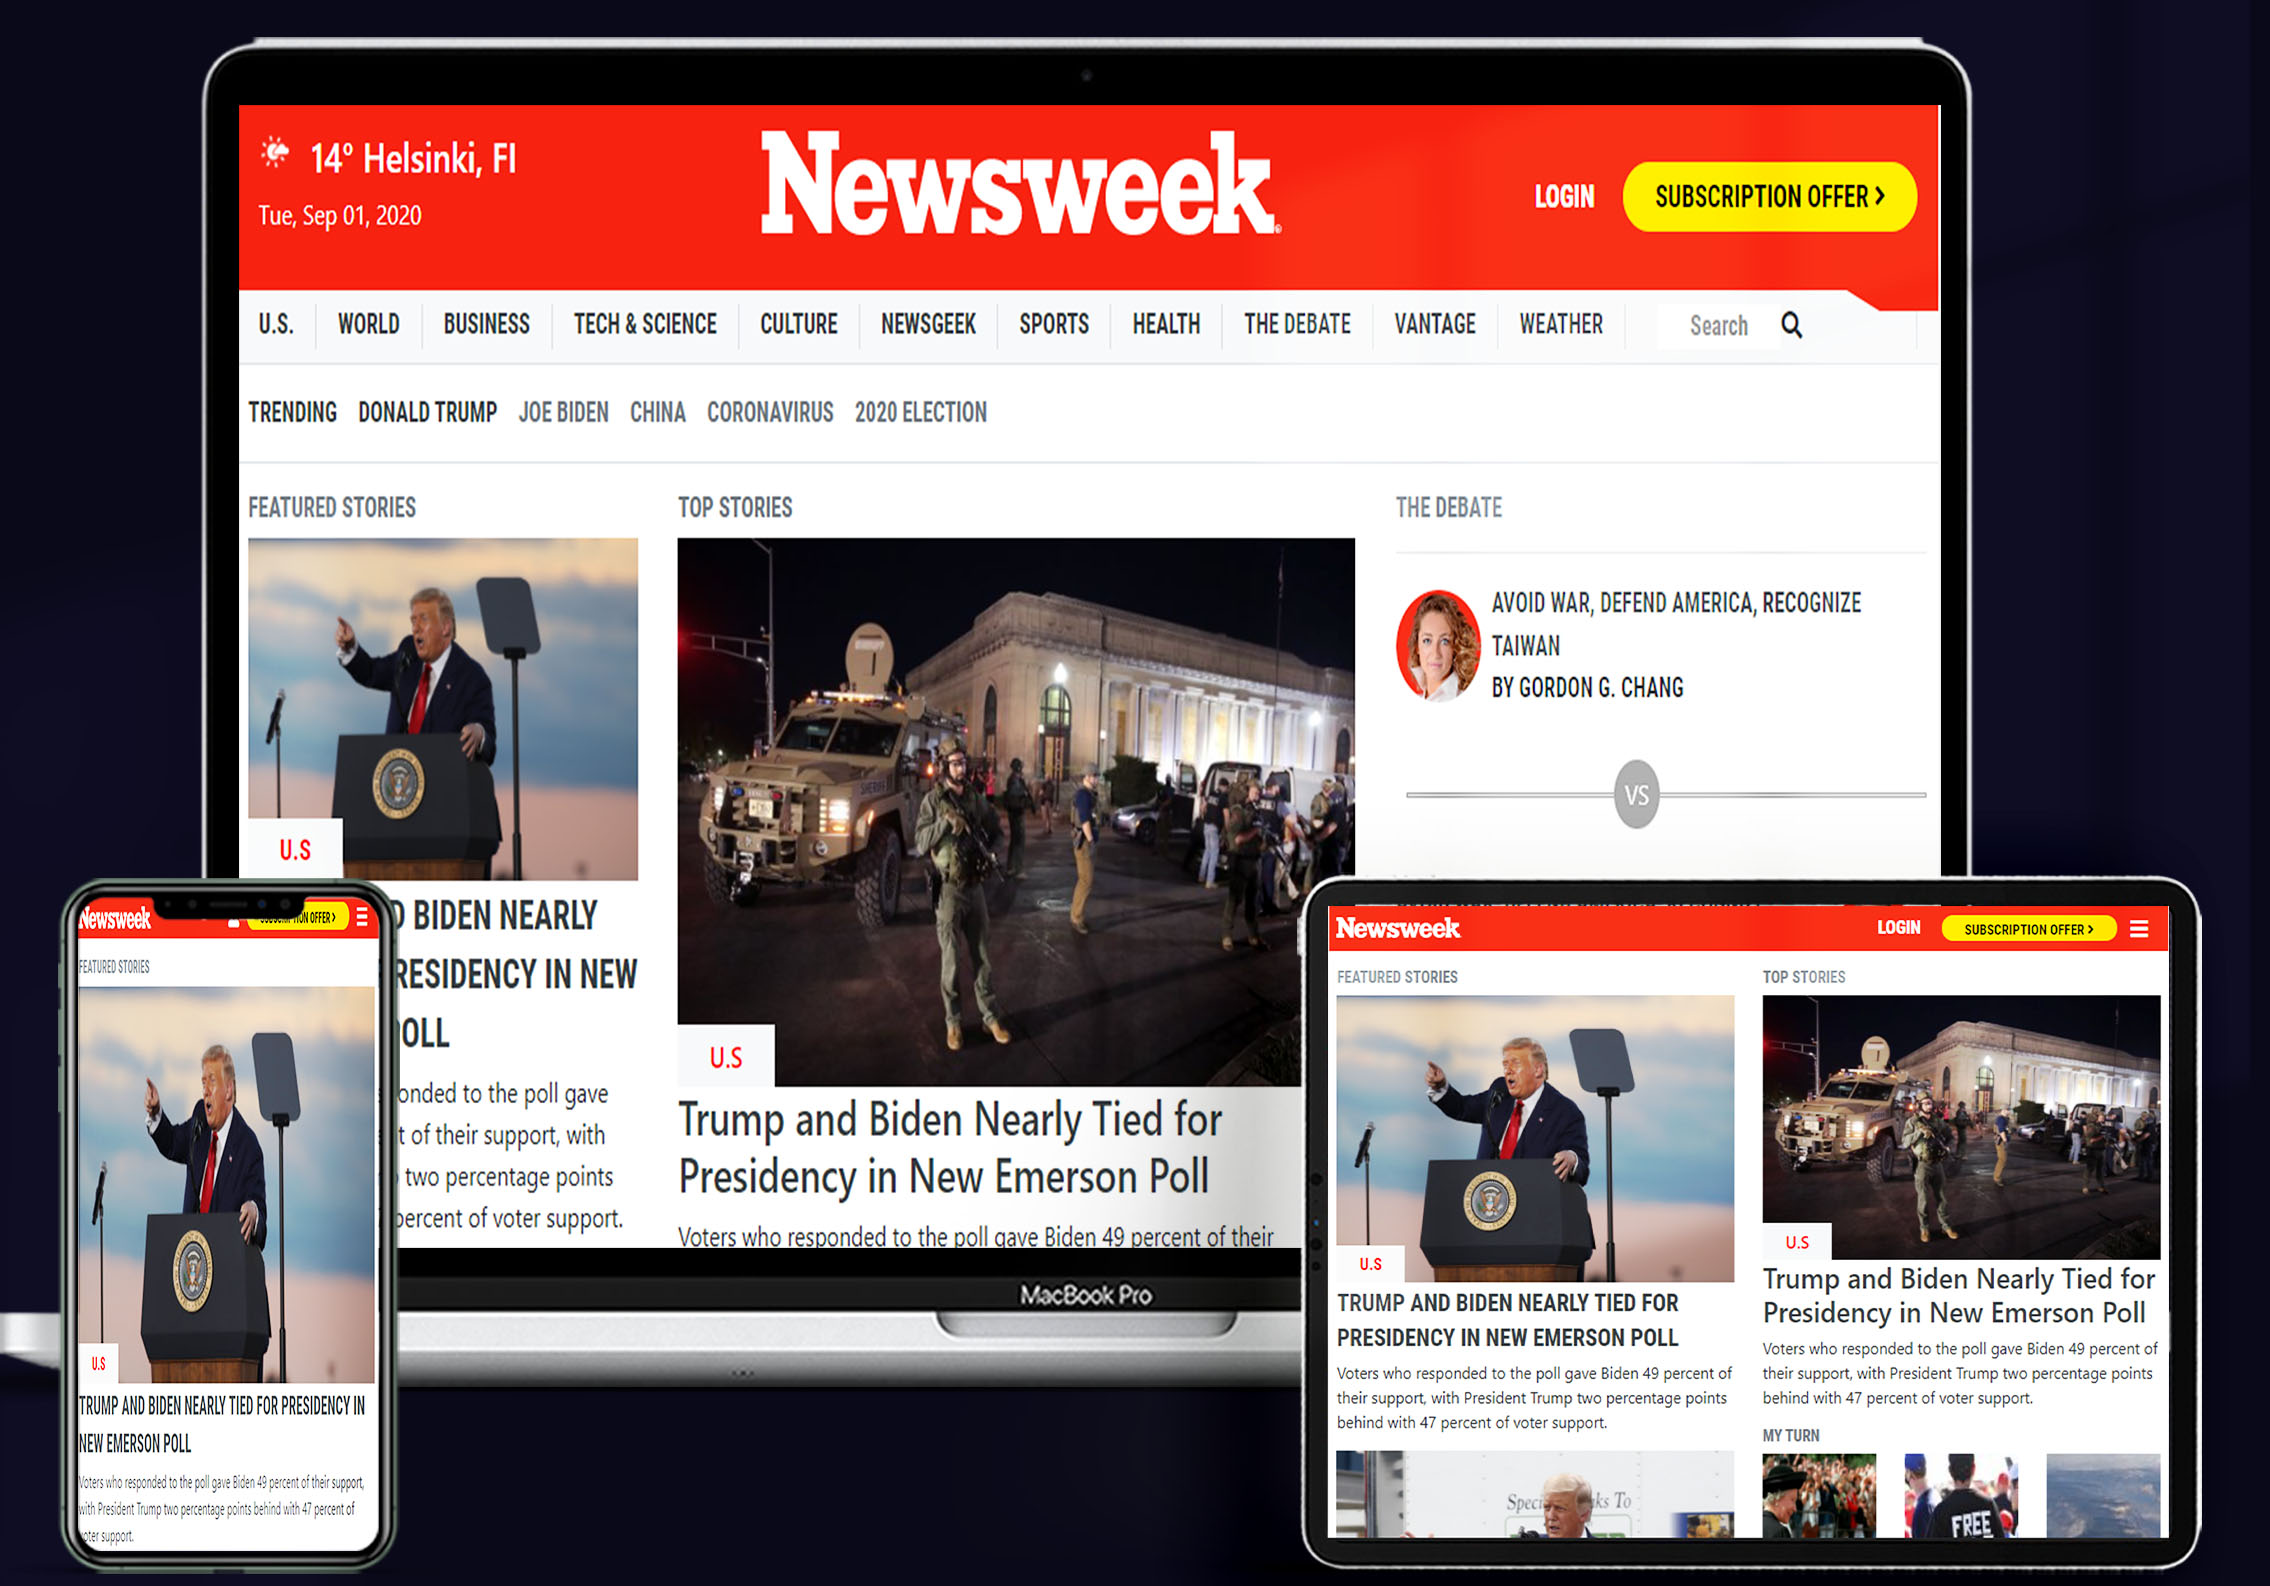 14° Helsinki, FI
Tue, Sep 01, 2020
Newsweek
LOGIN
SUBSCRIPTION OFFER >
U.S.
WORLD
BUSINESS
TECH & SCIENCE
CULTURE
NEWSGEEK
SPORTS
HEALTH
THE DEBATE
VANTAGE
WEATHER
Search
TRENDING
DONALD TRUMP
JOE BIDEN
CHINA
CORONAVIRUS
2020 ELECTION
FEATURED STORIES
U.S
BIDEN NEARLY
IN NEW
TOP STORIES
SHERIFF
U.S
Trump and Biden Nearly Tied for
Presidency in New Emerson Poll
Voters who responded to the poll gave Biden 49 percent of their
to the poll gave
of their support, with
two percentage points
percent of voter support.
THE DEBATE
AVOID WAR, DEFEND AMERICA, RECOGNIZE
TAIWAN
BY GORDON G. CHANG
VS
MacBook Pro
Newsweek
OFFER >
FEATURED STORIES
U.S
TRUMP AND BIDEN NEARLY TIED FOR PRESIDENCY IN
NEW EMERSON POLL
Voters who responded to the poll gave Biden 49 percent of their support,
with President Trump two percentage points behind with 47 percent of
voter support.
Newsweek
LOGIN
SUBSCRIPTION OFFER >
FEATURED STORIES
U.S
TRUMP AND BIDEN NEARLY TIED FOR
PRESIDENCY IN NEW EMERSON POLL
Voters who responded to the poll gave Biden 49 percent of
their support, with President Trump two percentage points
behind with 47 percent of voter support.
To
TOP STORIES
U.S
Trump and Biden Nearly Tied for
Presidency in New Emerson Poll
Voters who responded to the poll gave Biden 49 percent of
their support, with President Trump two percentage points
behind with 47 percent of voter support.
MY TURN
FREE